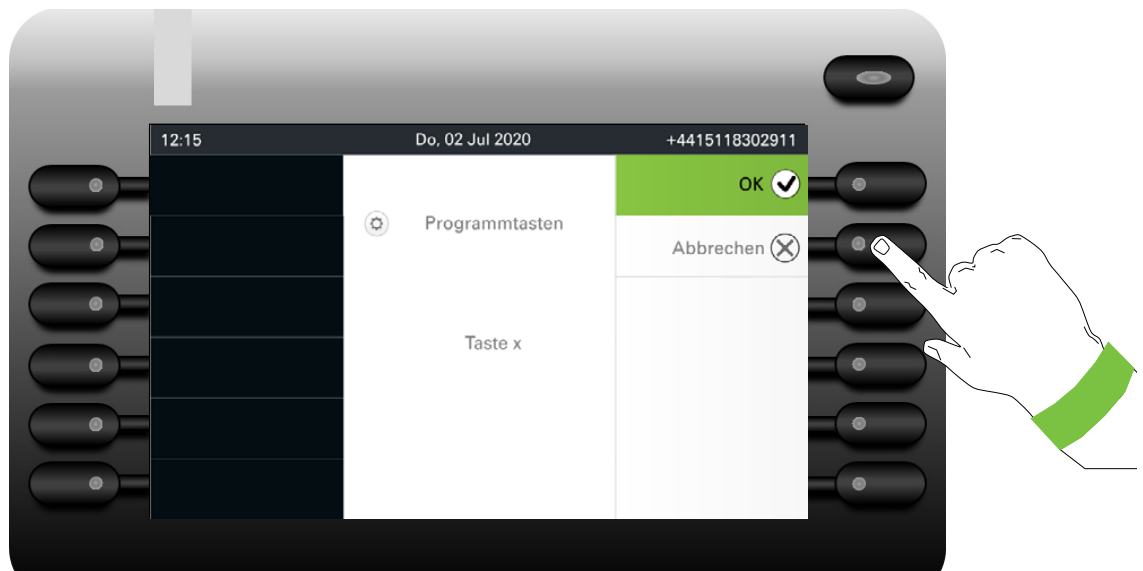 12:15 Do, 02 Jul 2020 +4415118302911
OK
Programmtasten
Abbrechen
Taste x